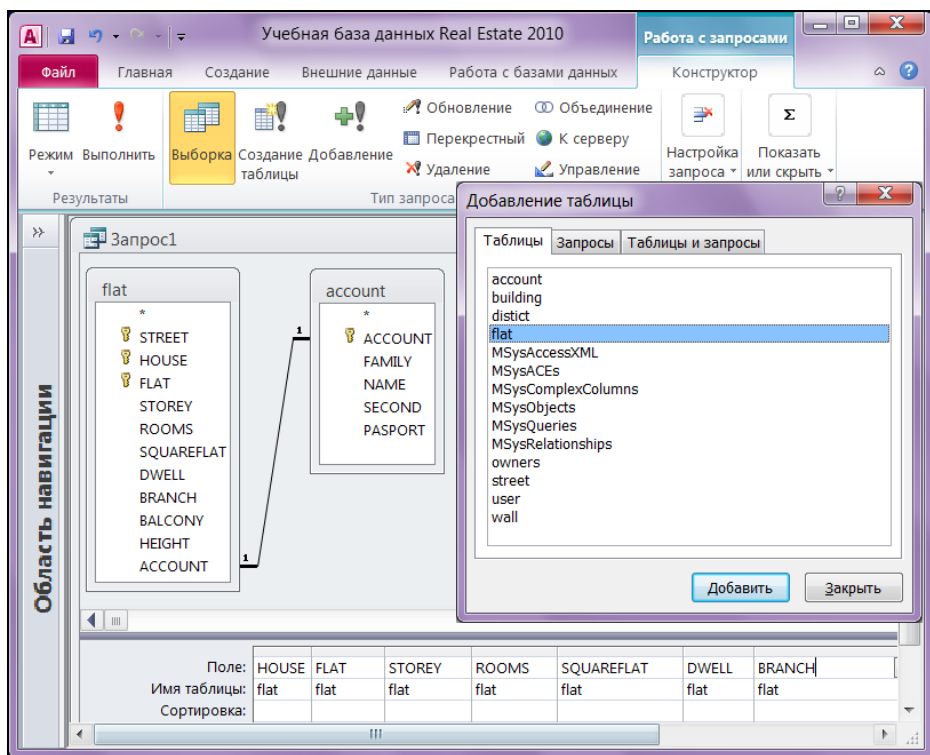 Учебная база данных Real Estate 2010
Работа с запросами
Файл Главная Создание Внешние данные Работа с базами данных Конструктор
Режим
Выполнить
Результаты
Выборка
Создание таблицы
Добавление
Обновление
Перекрестный
Удаление
Объединение
К серверу
Управление
Тип запроса
Настройка запроса
Σ
Показать или скрыть
Область навигации
Запрос1
flat
*
STREET
HOUSE
FLAT
STOREY
ROOMS
SQUAREFLAT
DWELL
BRANCH
BALCONY
HEIGHT
ACCOUNT
1
1
account
*
ACCOUNT
FAMILY
NAME
SECOND
PASPORT
Добавление таблицы
Таблицы Запросы Таблицы и запросы
account
building
distict
flat
MSysAccessXML
MSysACEs
MSysComplexColumns
MSysObjects
MSysQueries
MSysRelationships
owners
street
user
wall
Добавить Закрыть
Поле: HOUSE FLAT STOREY ROOMS SQUAREFLAT DWELL BRANCH
Имя таблицы: flat flat flat flat flat flat flat
Сортировка: